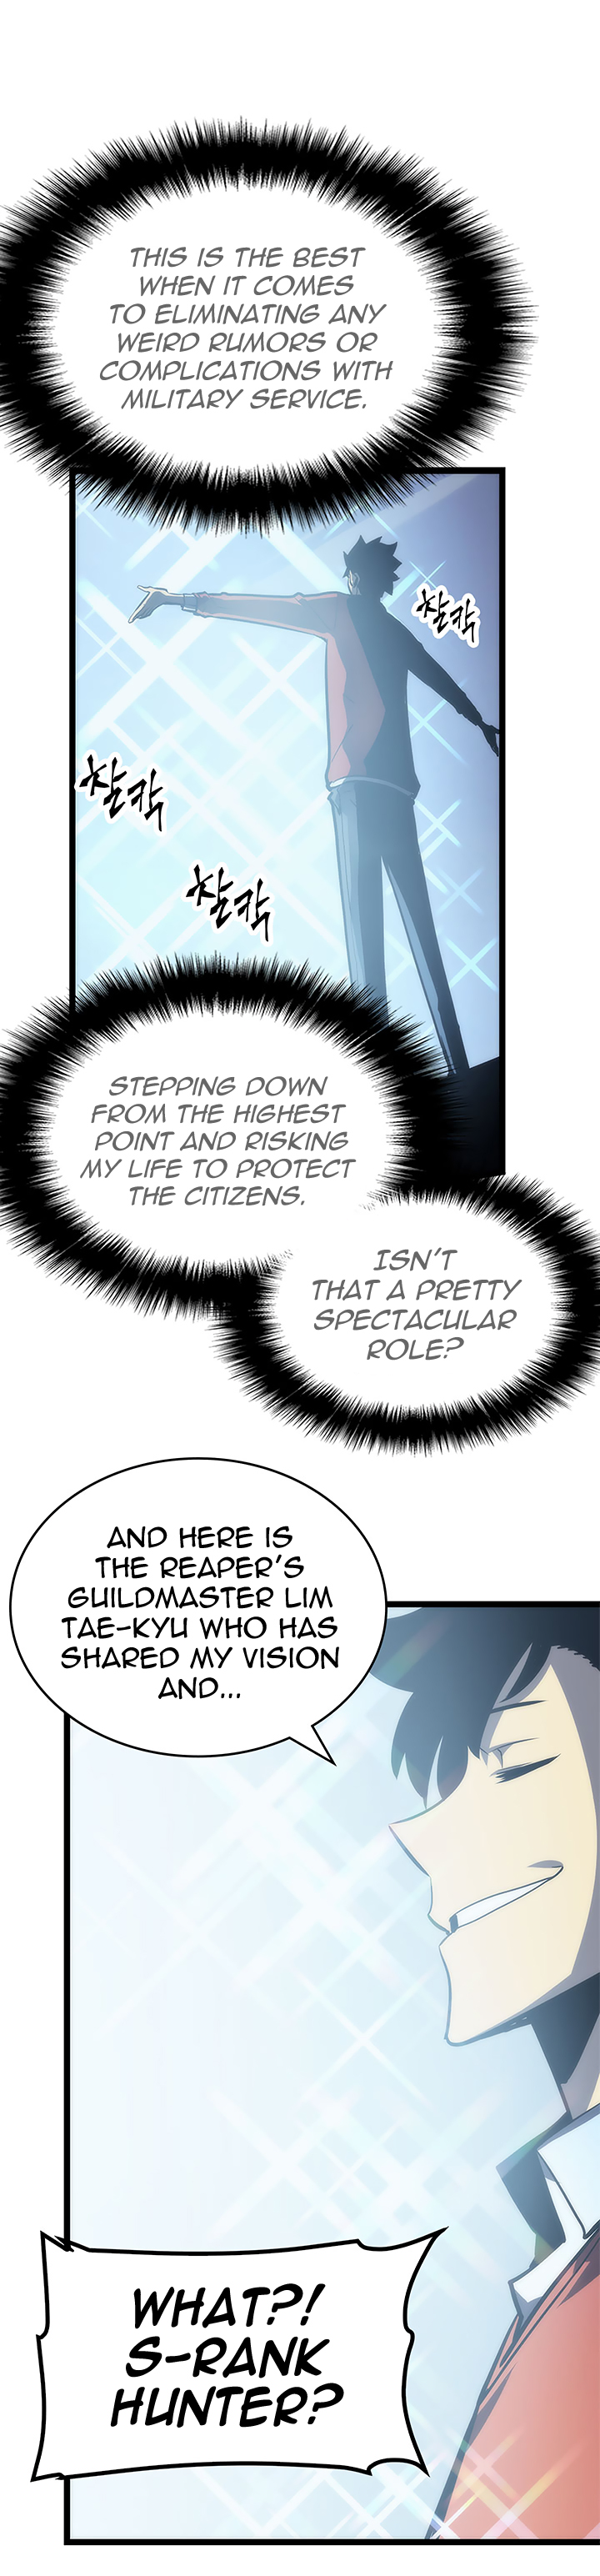 THIS IS THE BEST
WHEN IT COMES
TO ELIMINATING ANY
WEIRD RUMORS OR
COMPLICATIONS WITH
MILITARY SERVICE.
찰칵
찰칵
찰칵
STEPPING DOWN
FROM THE HIGHEST
POINT AND RISKING
MY LIFE TO PROTECT
THE CITIZENS.
ISN'T
THAT A PRETTY
SPECTACULAR
ROLE?
AND HERE IS
THE REAPER'S
GUILDMASTER LIM
TAE-KYU WHO HAS
SHARED MY VISION
AND...
WHAT?!
S-RANK
HUNTER?